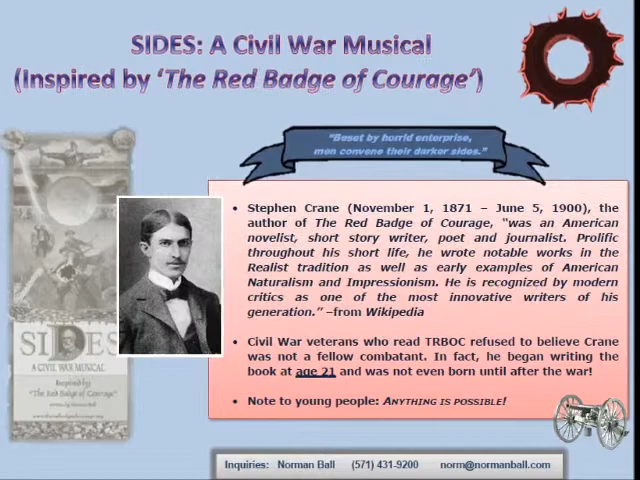 SIDES: A Civil War Musical
(Inspired by ‘The Red Badge of Courage’)
“Beset by horrid enterprise,
men convene their darker sides.”
• Stephen Crane (November 1, 1871 – June 5, 1900), the
author of The Red Badge of Courage, "was an American
novelist, short story writer, poet and journalist. Prolific
throughout his short life, he wrote notable works in the
Realist tradition as well as early examples of American
Naturalism and Impressionism. He is recognized by modern
critics as one of the most innovative writers of his
generation.” –from Wikipedia
• Civil War veterans who read TRBOC refused to believe Crane
was not a fellow combatant. In fact, he began writing the
book at age 21 and was not even born until after the war!
• Note to young people: ANYTHING IS POSSIBLE!
SIDES
A CIVIL WAR MUSICAL
Inspired by
"The Red Badge of Courage"
Inquiries: Norman Ball (571) 431-9200 norm@normanball.com